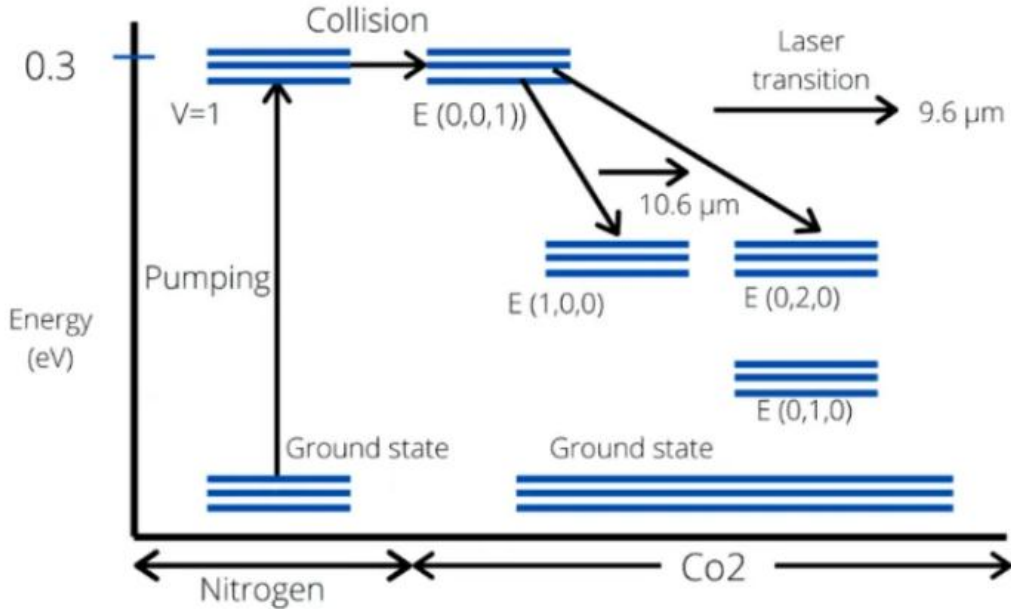 Collision
0.3
V=1
E (0,0,1))
Laser
transition
9.6 μm
10.6 μm
Pumping
E (1,0,0)
E (0,2,0)
Energy
(eV)
E (0,1,0)
Ground state
Ground state
Nitrogen
Co2